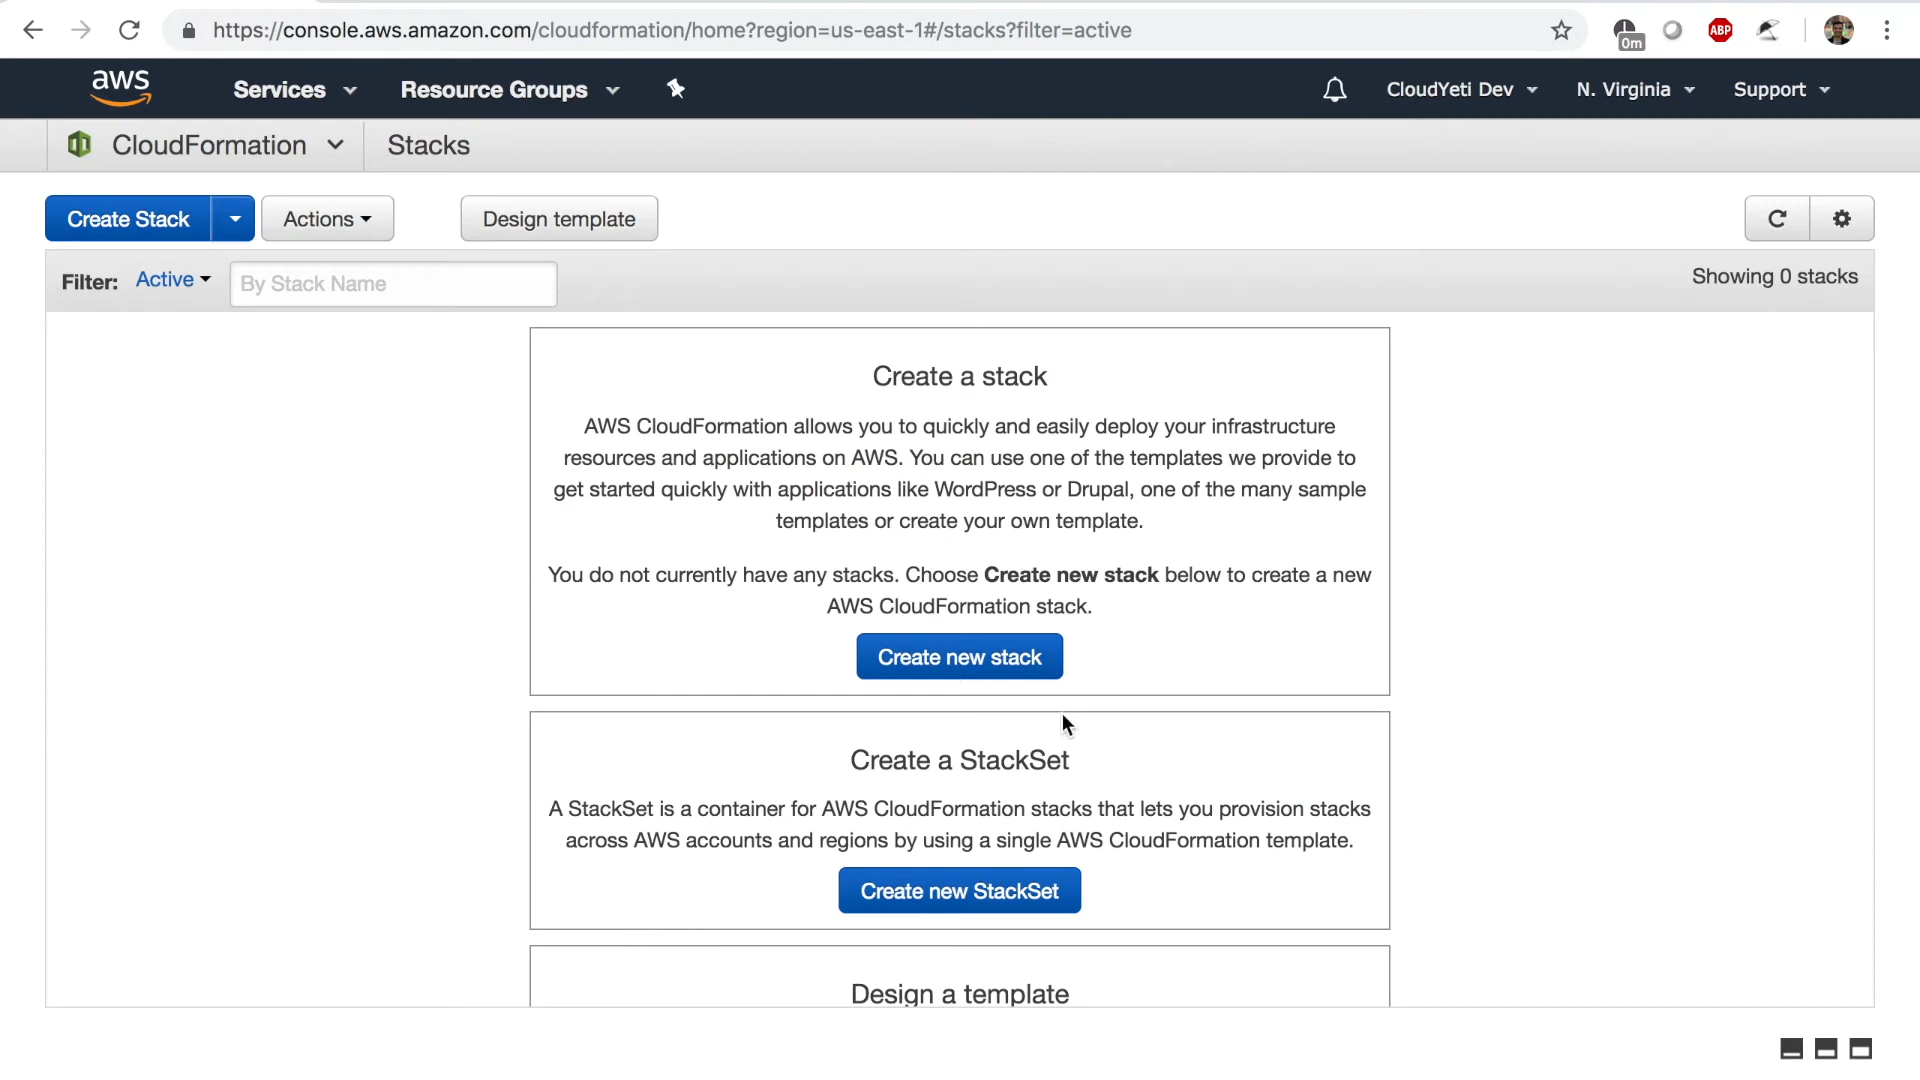 https://console.aws.amazon.com/cloudformation/home?region=us-east-1#/stacks?filter=active
0m
ABP
aws
Services
Resource Groups
CloudYeti Dev
N. Virginia
Support
CloudFormation
Stacks
Create Stack
Actions
Design template
Filter:
Active
By Stack Name
Showing 0 stacks
Create a stack
AWS CloudFormation allows you to quickly and easily deploy your infrastructure
resources and applications on AWS. You can use one of the templates we provide to
get started quickly with applications like WordPress or Drupal, one of the many sample
templates or create your own template.
You do not currently have any stacks. Choose Create new stack below to create a new
AWS CloudFormation stack.
Create new stack
Create a StackSet
A StackSet is a container for AWS CloudFormation stacks that lets you provision stacks
across AWS accounts and regions by using a single AWS CloudFormation template.
Create new StackSet
Design a template